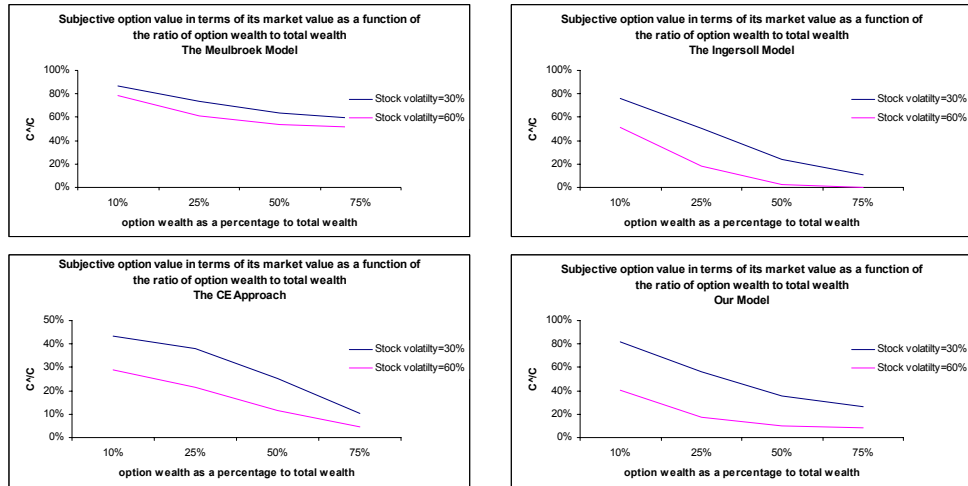 Subjective option value in terms of its market value as a function of
the ratio of option wealth to total wealth
The Meulbroek Model
100%
80%
60%
40%
20%
0%
C^/C
10%
25%
50%
75%
option wealth as a percentage to total wealth
Stock volatilty=30%
Stock volatilty=60%
Subjective option value in terms of its market value as a function of
the ratio of option wealth to total wealth
The Ingersoll Model
100%
80%
60%
40%
20%
0%
C^/C
10%
25%
50%
75%
option wealth as a percentage to total wealth
Stock volatilty=30%
Stock volatilty=60%
Subjective option value in terms of its market value as a function of
the ratio of option wealth to total wealth
The CE Approach
50%
40%
30%
20%
10%
0%
C^/C
10%
25%
50%
75%
option wealth as a percentage to total wealth
Stock volatilty=30%
Stock volatilty=60%
Subjective option value in terms of its market value as a function of
the ratio of option wealth to total wealth
Our Model
100%
80%
60%
40%
20%
0%
C^/C
10%
25%
50%
75%
option wealth as a percentage to total wealth
Stock volatilty=30%
Stock volatilty=60%